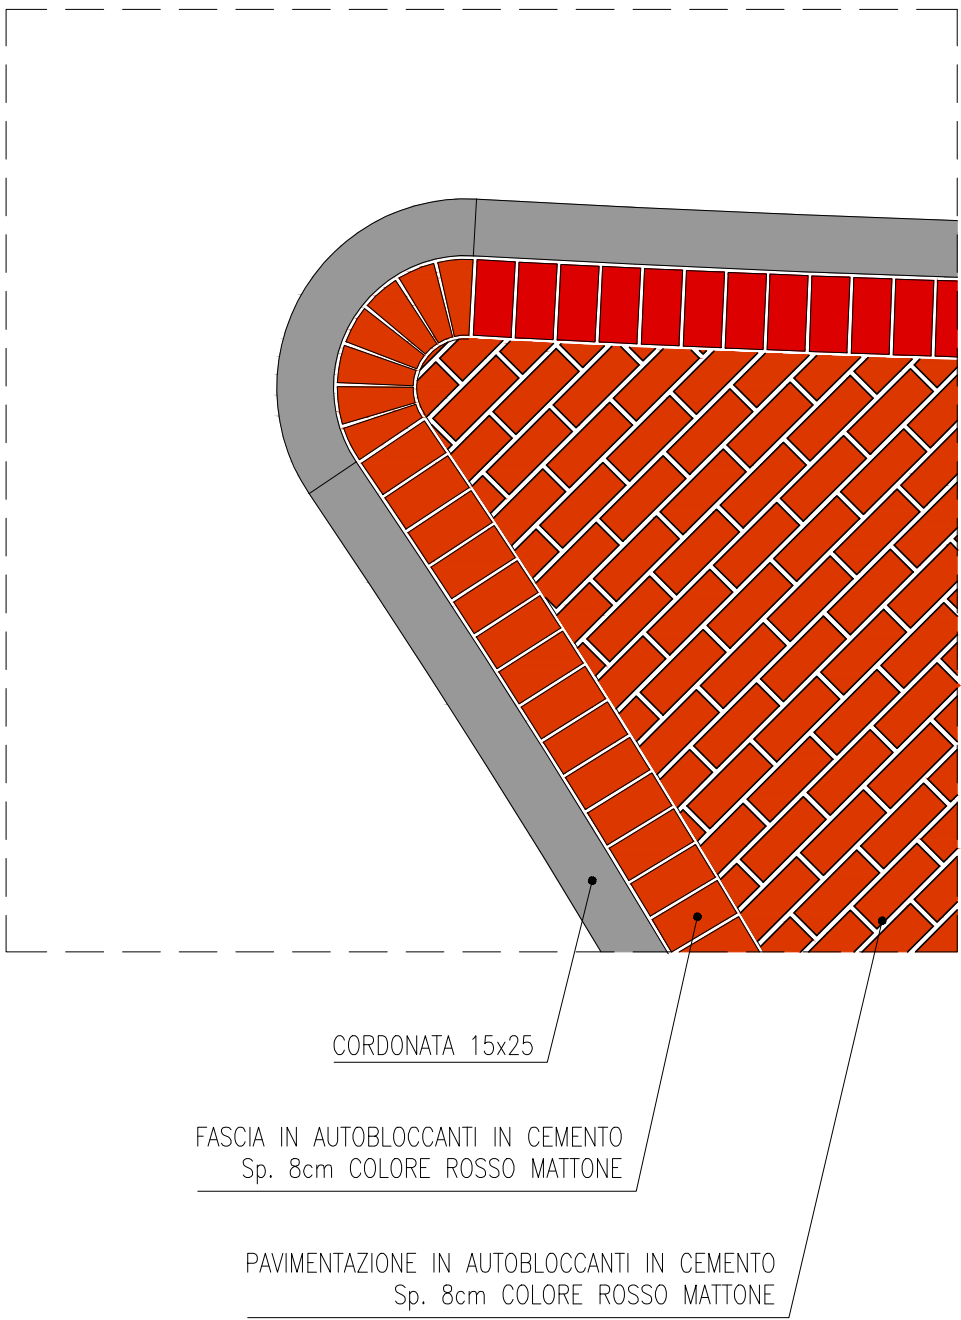 CORDONATA 15x25
FASCIA IN AUTOBLOCCANTI IN CEMENTO
Sp. 8cm COLORE ROSSO MATTONE
PAVIMENTAZIONE IN AUTOBLOCCANTI IN CEMENTO
Sp. 8cm COLORE ROSSO MATTONE